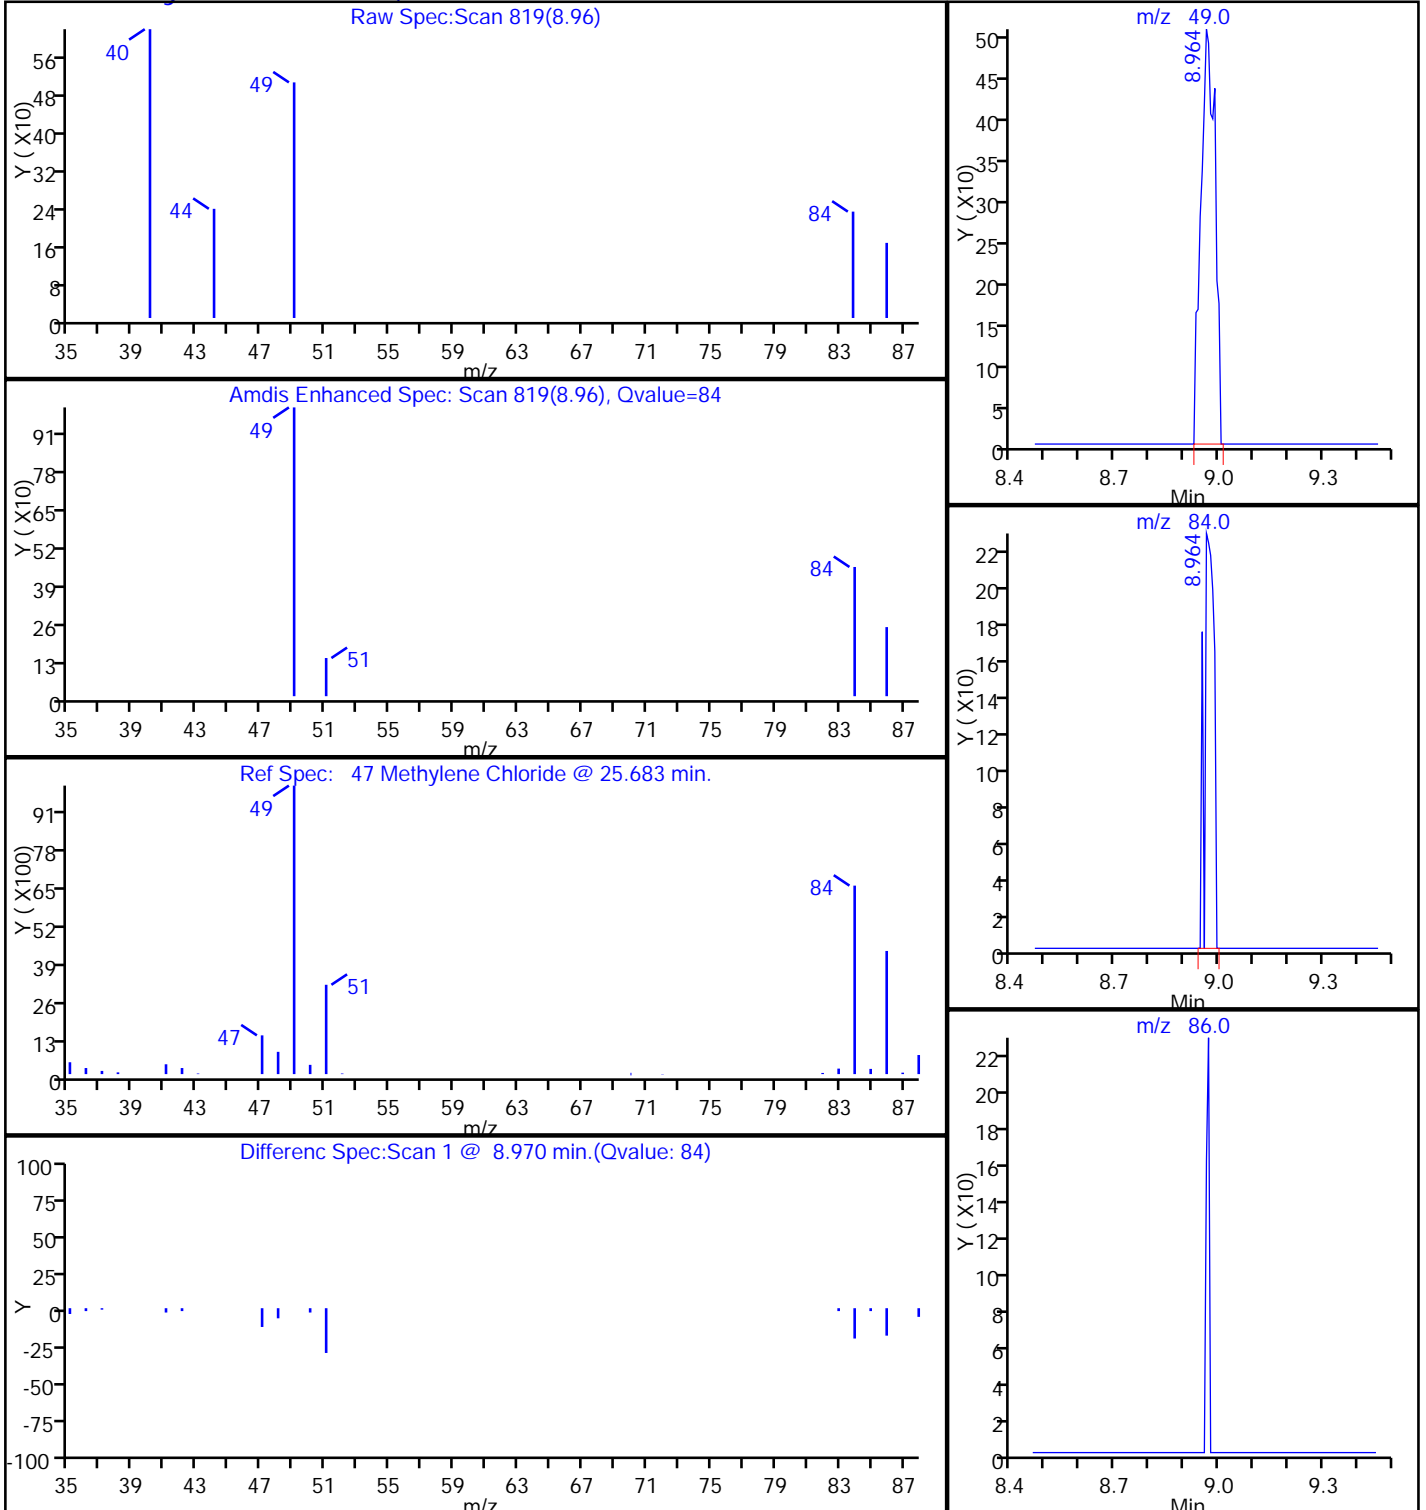 Raw Spec:Scan 819(8.96)
Y ( X10)
56
48
40
32
24
16
8
0
40
44
49
84
35 39 43 47 51 55 59 63 67 71 75 79 83 87
m/z
Amdis Enhanced Spec: Scan 819(8.96), Qvalue=84
Y ( X10)
91
78
65
52
39
26
13
0
49
51
84
35 39 43 47 51 55 59 63 67 71 75 79 83 87
m/z
Ref Spec: 47 Methylene Chloride @ 25.683 min.
Y ( X100)
91
78
65
52
39
26
13
0
47
49
51
84
35 39 43 47 51 55 59 63 67 71 75 79 83 87
m/z
Differenc Spec:Scan 1 @ 8.970 min.(Qvalue: 84)
Y
100
75
50
25
0
-25
-50
-75
-100
35 39 43 47 51 55 59 63 67 71 75 79 83 87
m/z
m/z 49.0
8.964
Y ( X10)
50
45
40
35
30
25
20
15
10
5
0
8.4 8.7 9.0 9.3
Min
m/z 84.0
8.964
Y ( X10)
22
20
18
16
14
12
10
8
6
4
2
0
8.4 8.7 9.0 9.3
Min
m/z 86.0
Y ( X10)
22
20
18
16
14
12
10
8
6
4
2
0
8.4 8.7 9.0 9.3
Min